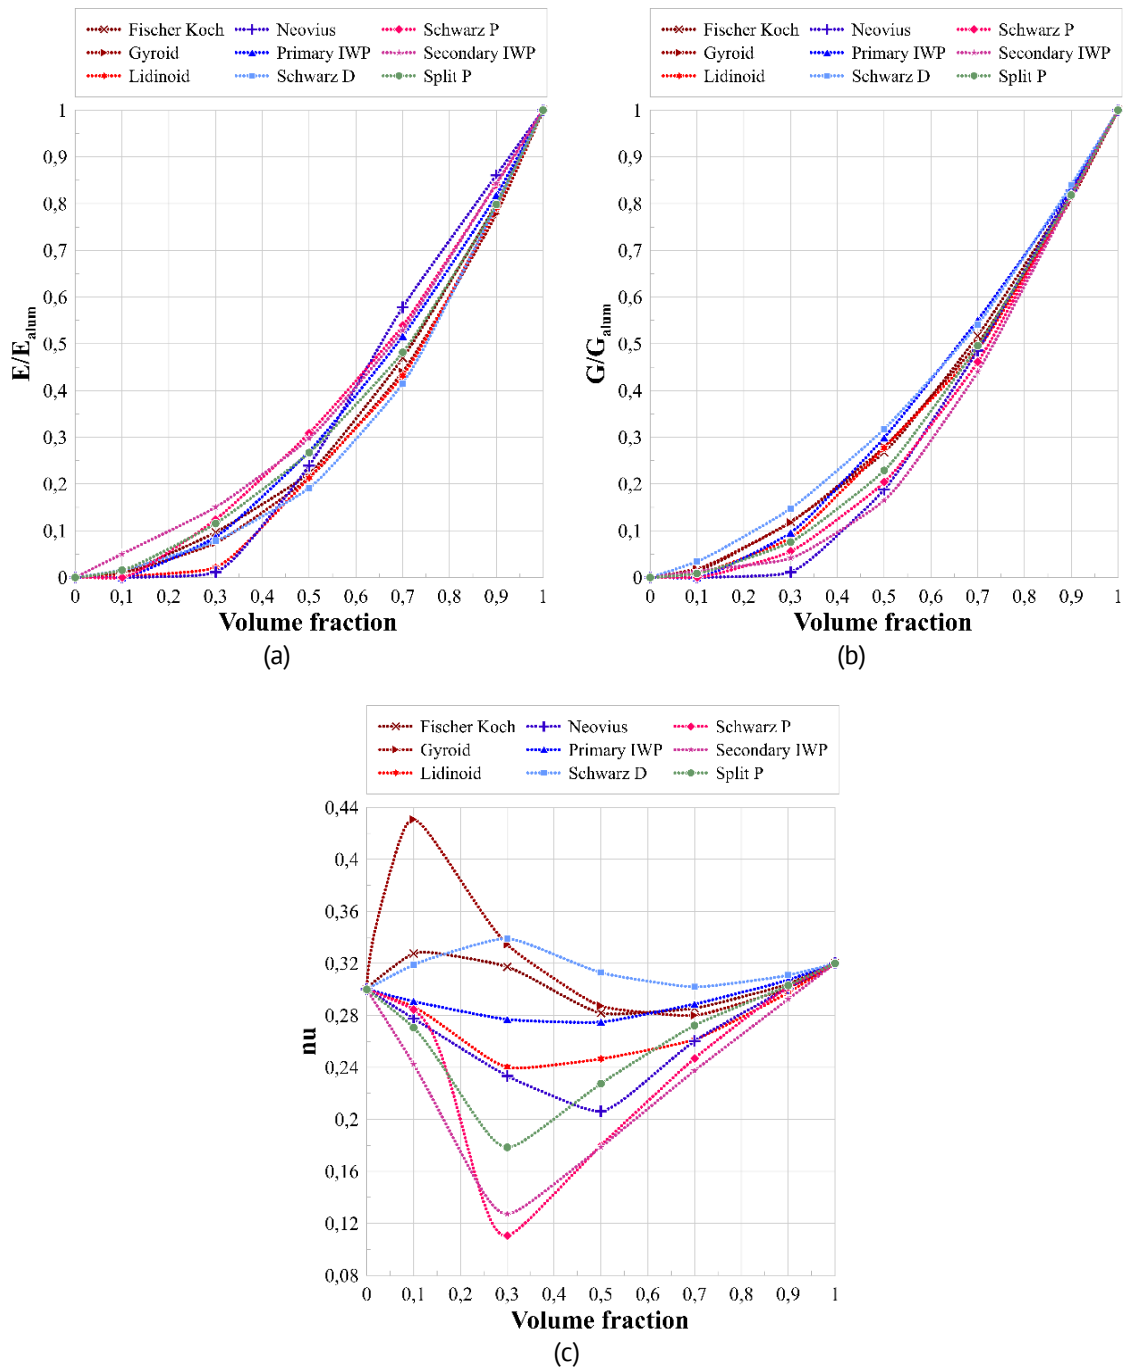 Fischer Koch Neovius Schwarz P
Gyroid Primary IWP Secondary IWP
Lidinoid Schwarz D Split P
1
0,9
0,8
0,7
0,6
0,5
0,4
0,3
0,2
0,1
0
E/E_alum
0 0,1 0,2 0,3 0,4 0,5 0,6 0,7 0,8 0,9 1
Volume fraction
(a)
Fischer Koch Neovius Schwarz P
Gyroid Primary IWP Secondary IWP
Lidinoid Schwarz D Split P
1
0,9
0,8
0,7
0,6
0,5
0,4
0,3
0,2
0,1
0
G/G_alum
0 0,1 0,2 0,3 0,4 0,5 0,6 0,7 0,8 0,9 1
Volume fraction
(b)
Fischer Koch Neovius Schwarz P
Gyroid Primary IWP Secondary IWP
Lidinoid Schwarz D Split P
0,44
0,4
0,36
0,32
0,28
0,24
0,2
0,16
0,12
0,08
nu
0 0,1 0,2 0,3 0,4 0,5 0,6 0,7 0,8 0,9 1
Volume fraction
(c)